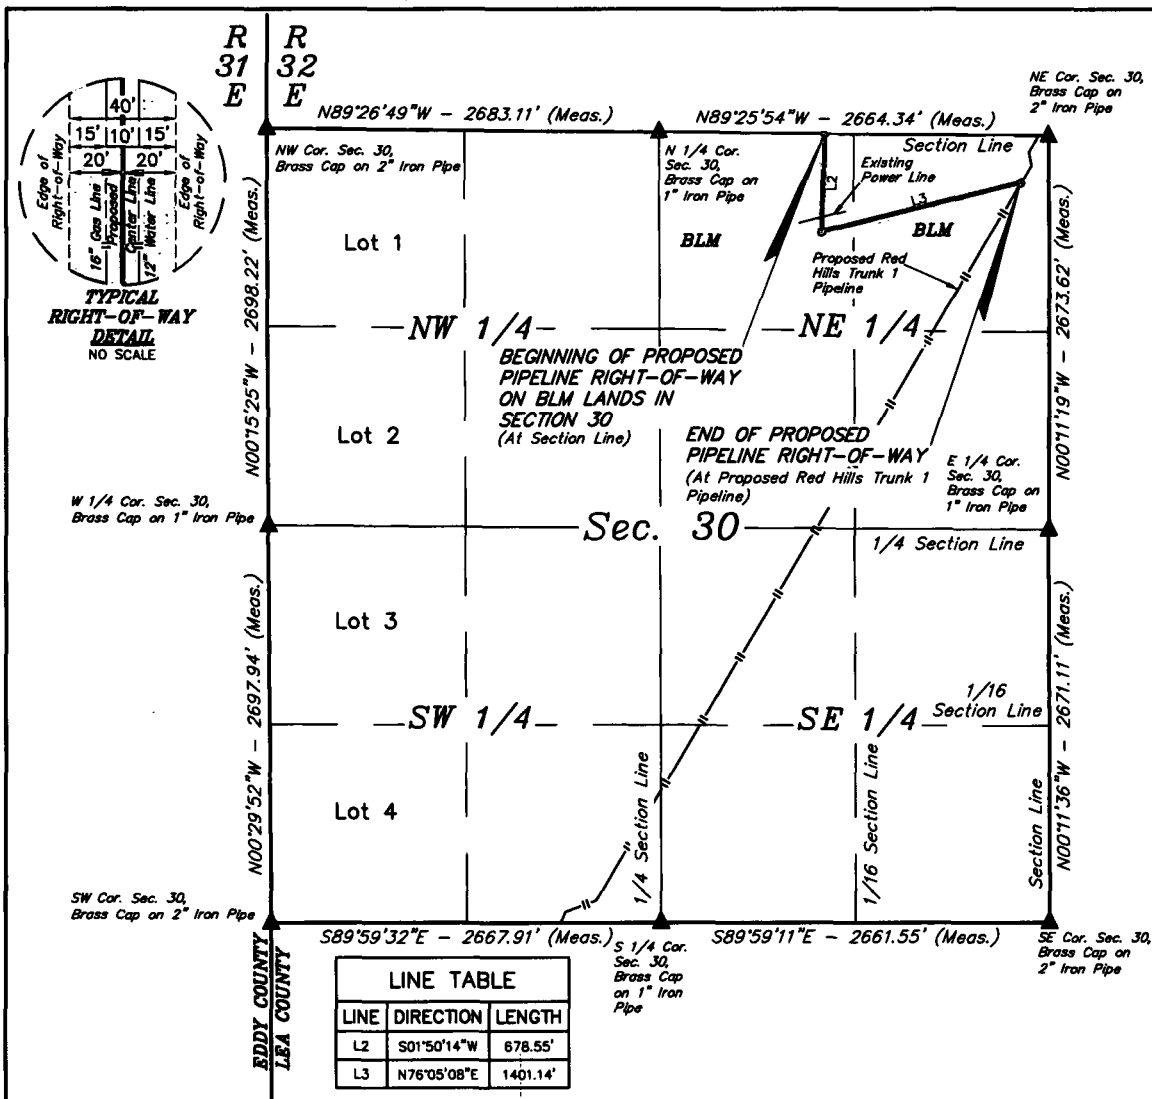 R
31
E
R
32
E
40'
15'
10'
15'
20'
20'
Edge of
Right-of-Way
16" Gas Line
Proposed
Center Line
12" Water Line
Edge of
Right-of-Way
TYPICAL
RIGHT-OF-WAY
DETAIL
NO SCALE
N89°26'49"W - 2683.11' (Meas.)
N89°25'54"W - 2664.34' (Meas.)
NE Cor. Sec. 30,
Brass Cap on
2" Iron Pipe
NW Cor. Sec. 30,
Brass Cap on 2" Iron Pipe
N 1/4 Cor.
Sec. 30,
Brass Cap on
1" Iron Pipe
Section Line
Existing
Power Line
L2
L3
BLM
BLM
Lot 1
Proposed Red
Hills Trunk 1
Pipeline
N00°15'25"W - 2698.22' (Meas.)
N00°11'19"W - 2673.62' (Meas.)
NW 1/4
NE 1/4
BEGINNING OF PROPOSED
PIPELINE RIGHT-OF-WAY
ON BLM LANDS IN
SECTION 30
(At Section Line)
Lot 2
END OF PROPOSED
PIPELINE RIGHT-OF-WAY
(At Proposed Red Hills Trunk 1
Pipeline)
E 1/4 Cor.
Sec. 30,
Brass Cap on
1" Iron Pipe
W 1/4 Cor. Sec. 30,
Brass Cap on 1" Iron Pipe
Sec. 30
1/4 Section Line
Lot 3
N00°29'52"W - 2697.94' (Meas.)
N00°11'36"W - 2671.11' (Meas.)
1/16
Section Line
SW 1/4
SE 1/4
Lot 4
1/4 Section Line
1/16 Section Line
Section Line
SW Cor. Sec. 30,
Brass Cap on 2" Iron Pipe
S89°59'32"E - 2667.91' (Meas.)
S89°59'11"E - 2661.55' (Meas.)
S 1/4 Cor.
Sec. 30,
Brass Cap
on 1" Iron
Pipe
SE Cor. Sec. 30,
Brass Cap on
2" Iron Pipe
EDDY COUNTY
LEA COUNTY
LINE TABLE
LINE DIRECTION LENGTH
L2 S01°50'14"W 678.55'
L3 N76°05'08"E 1401.14'